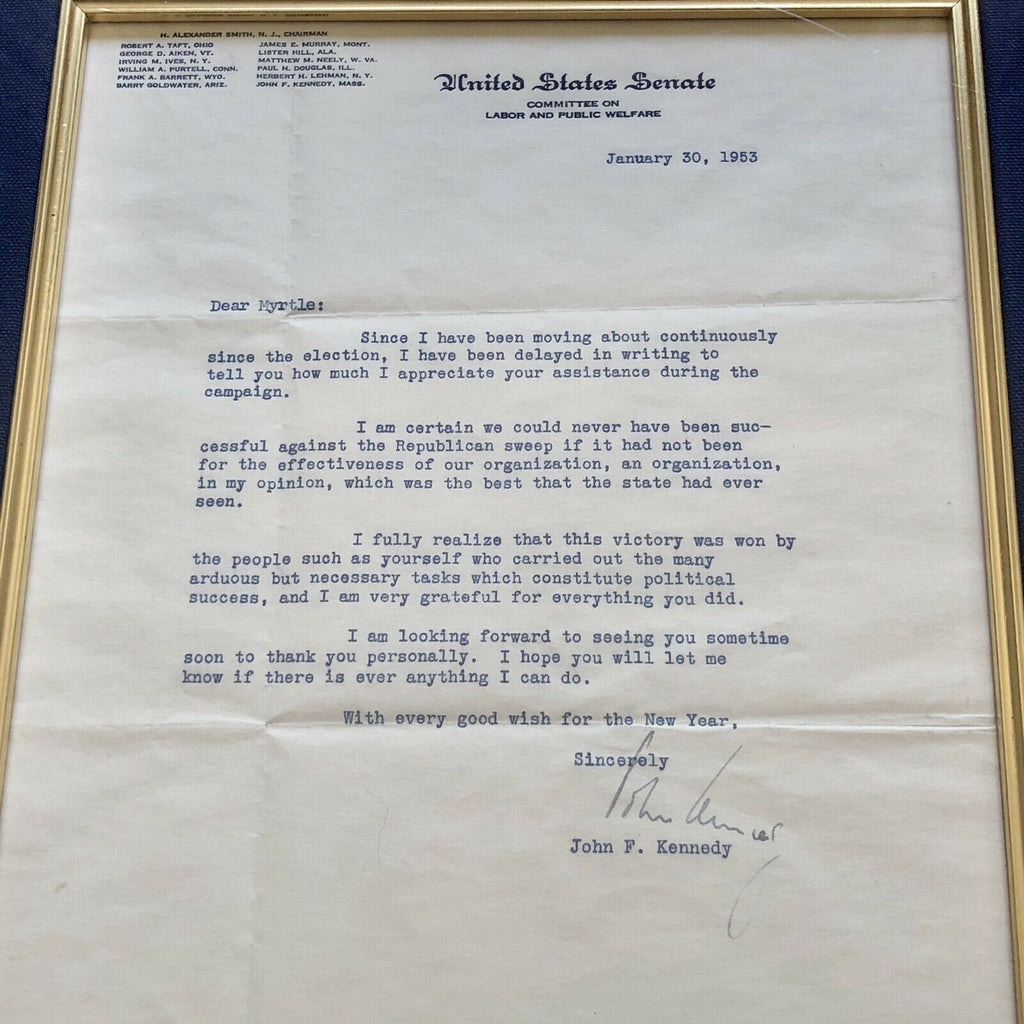 H. ALEXANDER SMITH, N. J., CHAIRMAN
ROBERT A. TAFT, OHIO
GEORGE D. AIKEN, VT.
IRVING M. IVES, N. Y.
WILLIAM A. PURTELL, CONN.
FRANK A. BARRETT, WYO.
BARRY GOLDWATER, ARIZ.
JAMES E. MURRAY, MONT.
LISTER HILL, ALA.
MATTHEW M. NEELY, W. VA.
PAUL H. DOUGLAS, ILL.
HERBERT H. LEHMAN, N. Y.
JOHN F. KENNEDY, MASS.
United States Senate
COMMITTEE ON
LABOR AND PUBLIC WELFARE
January 30, 1953
Dear Myrtle:
Since I have been moving about continuously
since the election, I have been delayed in writing to
tell you how much I appreciate your assistance during the
campaign.
I am certain we could never have been suc-
cessful against the Republican sweep if it had not been
for the effectiveness of our organization, an organization,
in my opinion, which was the best that the state had ever
seen.
I fully realize that this victory was won by
the people such as yourself who carried out the many
arduous but necessary tasks which constitute political
success, and I am very grateful for everything you did.
I am looking forward to seeing you sometime
soon to thank you personally.  I hope you will let me
know if there is ever anything I can do.
With every good wish for the New Year,
Sincerely
John Kennedy
John F. Kennedy